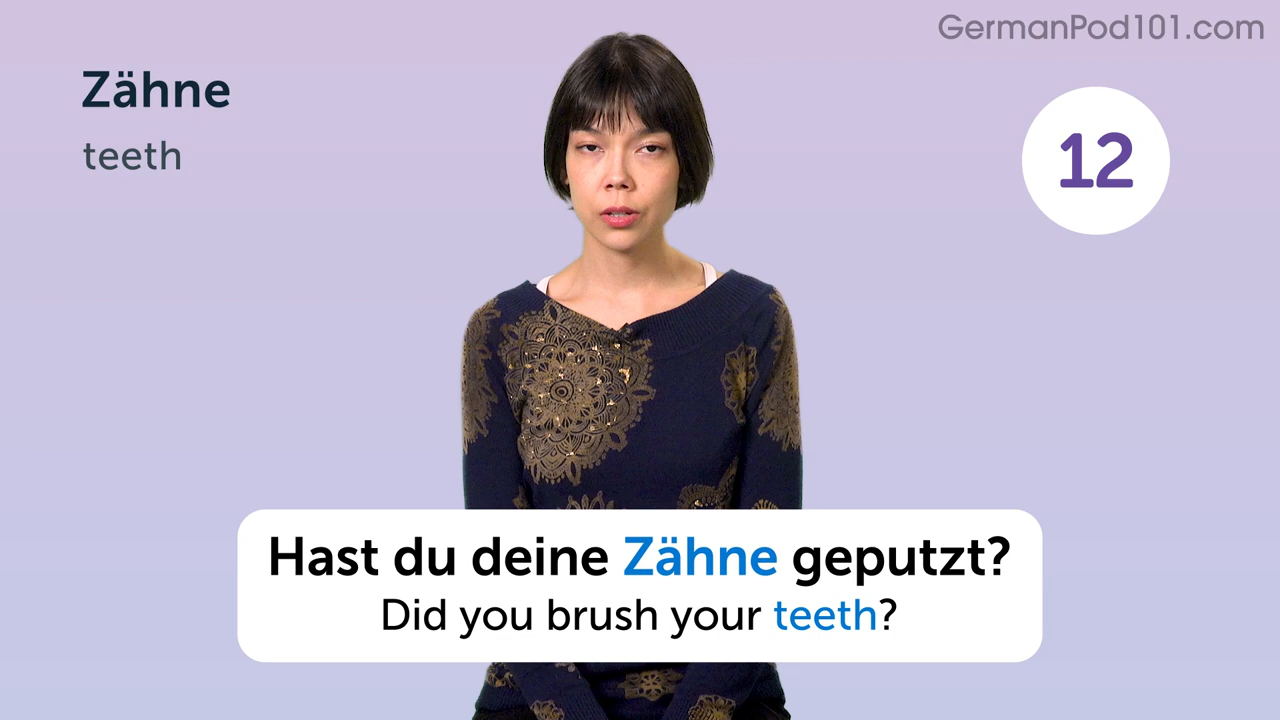 GermanPod101.com
Zähne
teeth
12
Hast du deine Zähne geputzt?
Did you brush your teeth?